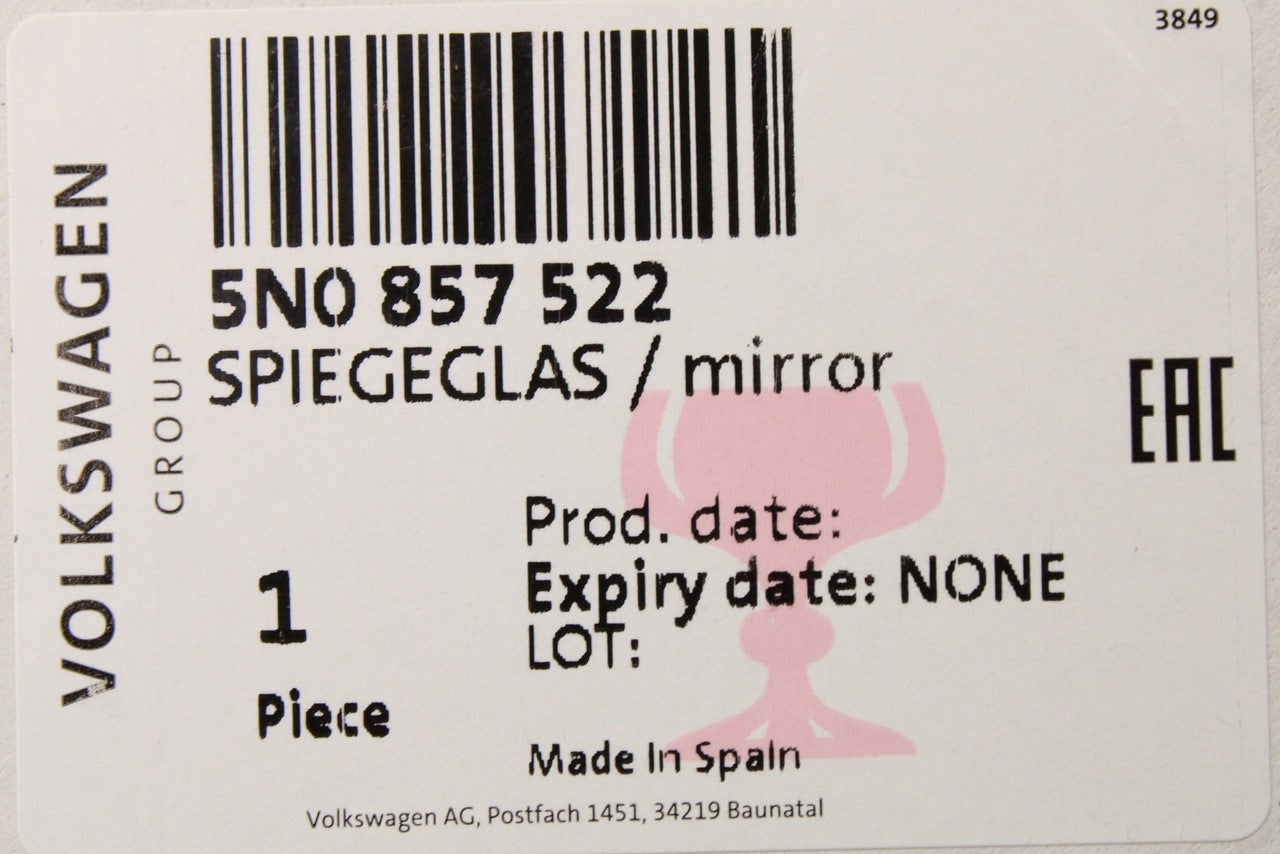 3849
VOLKSWAGEN
GROUP
5N0 857 522
SPIEGEGLAS / mirror
EAC
Prod. date:
Expiry date: NONE
LOT:
1
Piece
Made In Spain
Volkswagen AG, Postfach 1451, 34219 Baunatal